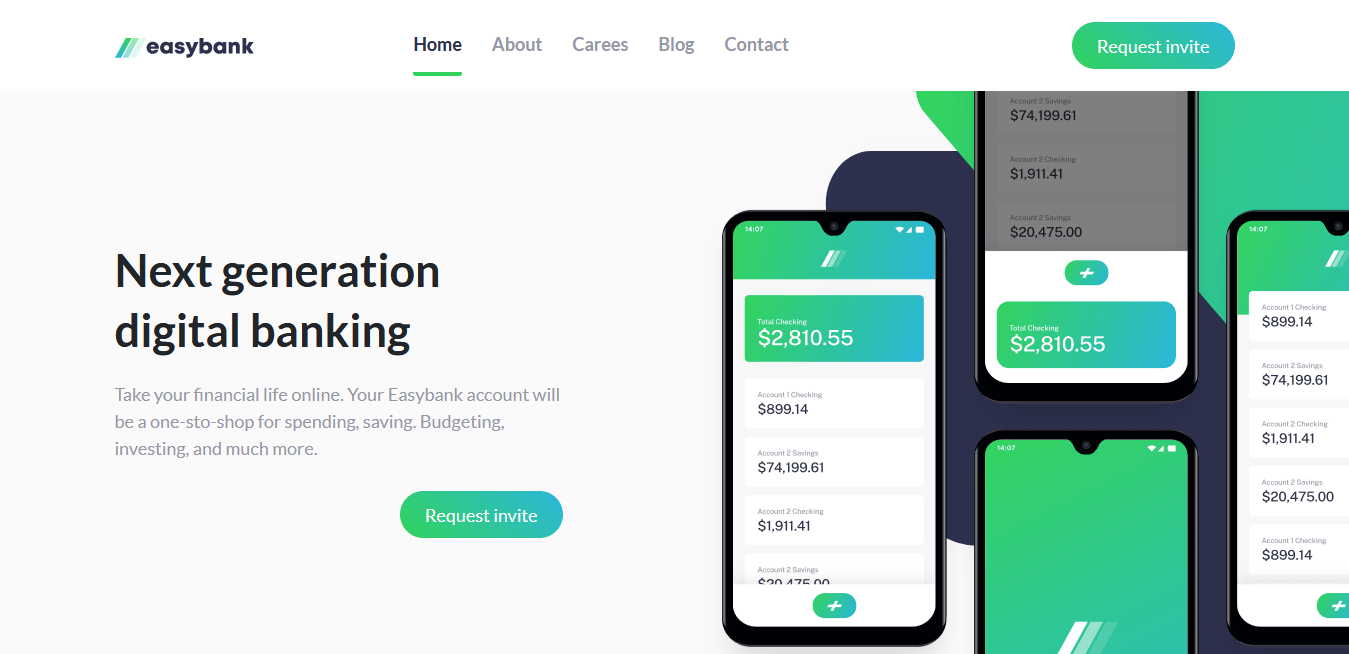 easybank
Home About Carees Blog Contact
Request invite
Next generation
digital banking
Take your financial life online. Your Easybank account will
be a one-sto-shop for spending, saving. Budgeting,
investing, and much more.
Request invite
14:07
Total Checking
$2,810.55
Account 1 Checking
$899.14
Account 2 Savings
$74,199.61
Account 2 Checking
$1,911.41
Account 2 Savings
$20,475.00
Account 2 Savings
$74,199.61
Account 2 Checking
$1,911.41
Account 2 Savings
$20,475.00
Total Checking
$2,810.55
14:07
14:07
Account 1 Checking
$899.14
Account 2 Savings
$74,199.61
Account 2 Checking
$1,911.41
Account 2 Savings
$20,475.00
Account 1 Checking
$899.14